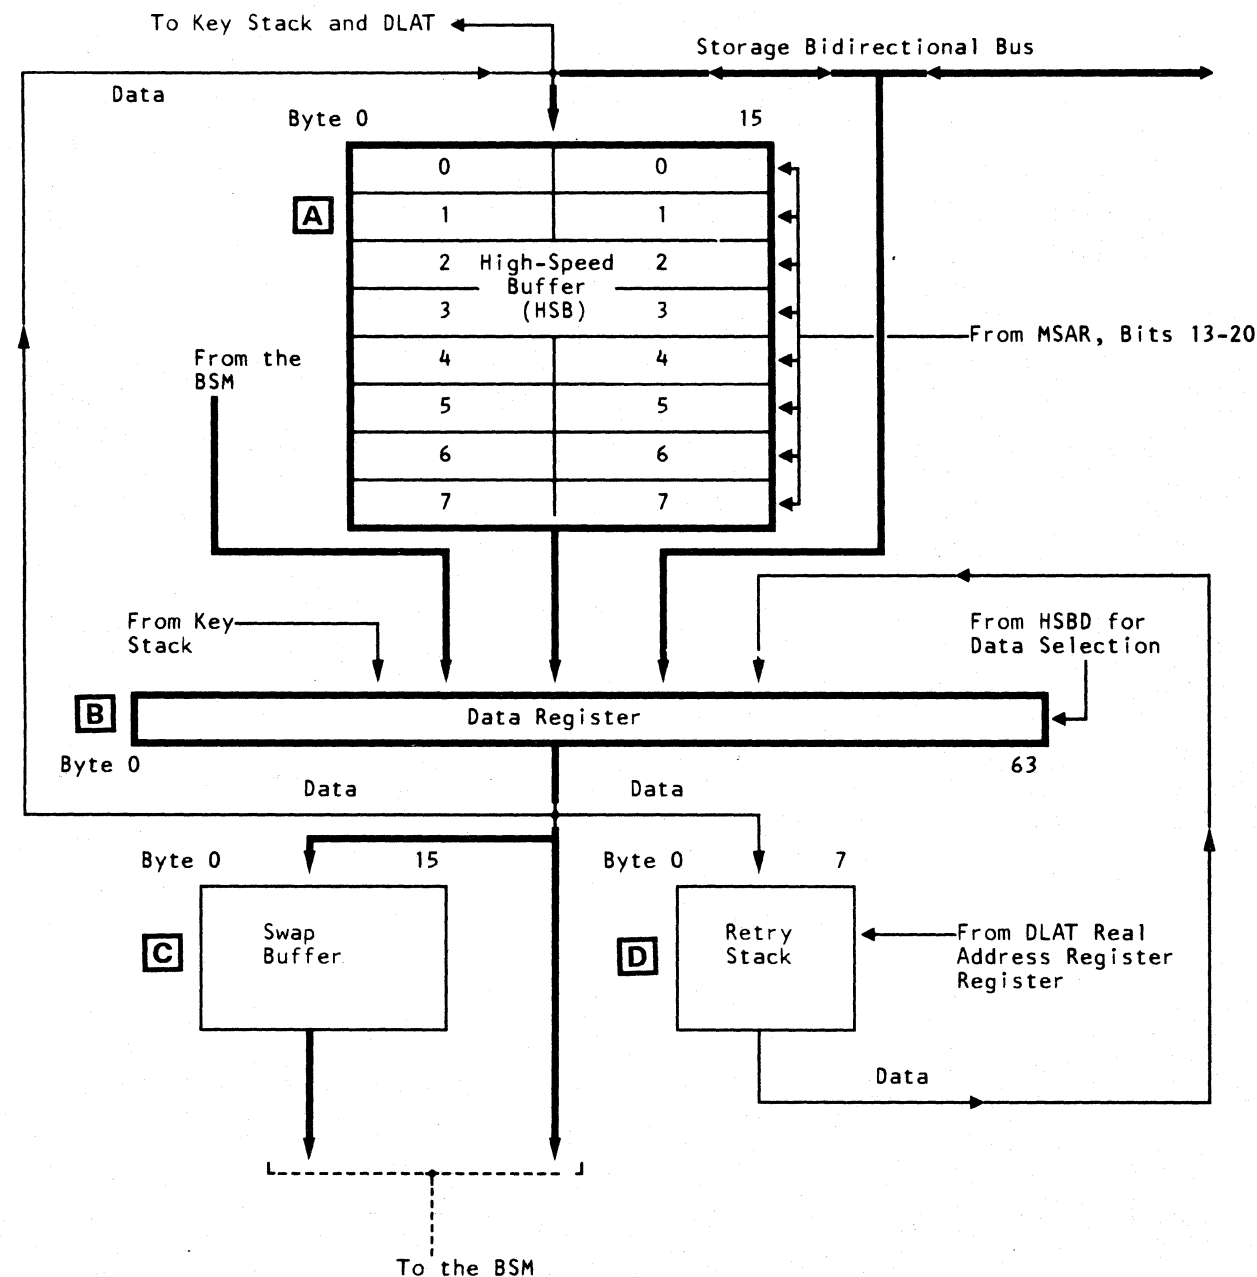 To Key Stack and DLAT
Storage Bidirectional Bus
Data
Byte 0 15
0 0
A
1 1
2 High-Speed 2
Buffer
3 (HSB) 3
From MSAR, Bits 13-20
4 4
From the
BSM
5 5
6 6
7 7
From Key
Stack
From HSBD for
Data Selection
B
Data Register
Byte 0 63
Data Data
Byte 0 15
Byte 0 7
C
Swap
Buffer
D
Retry
Stack
From DLAT Real
Address Register
Register
Data
To the BSM